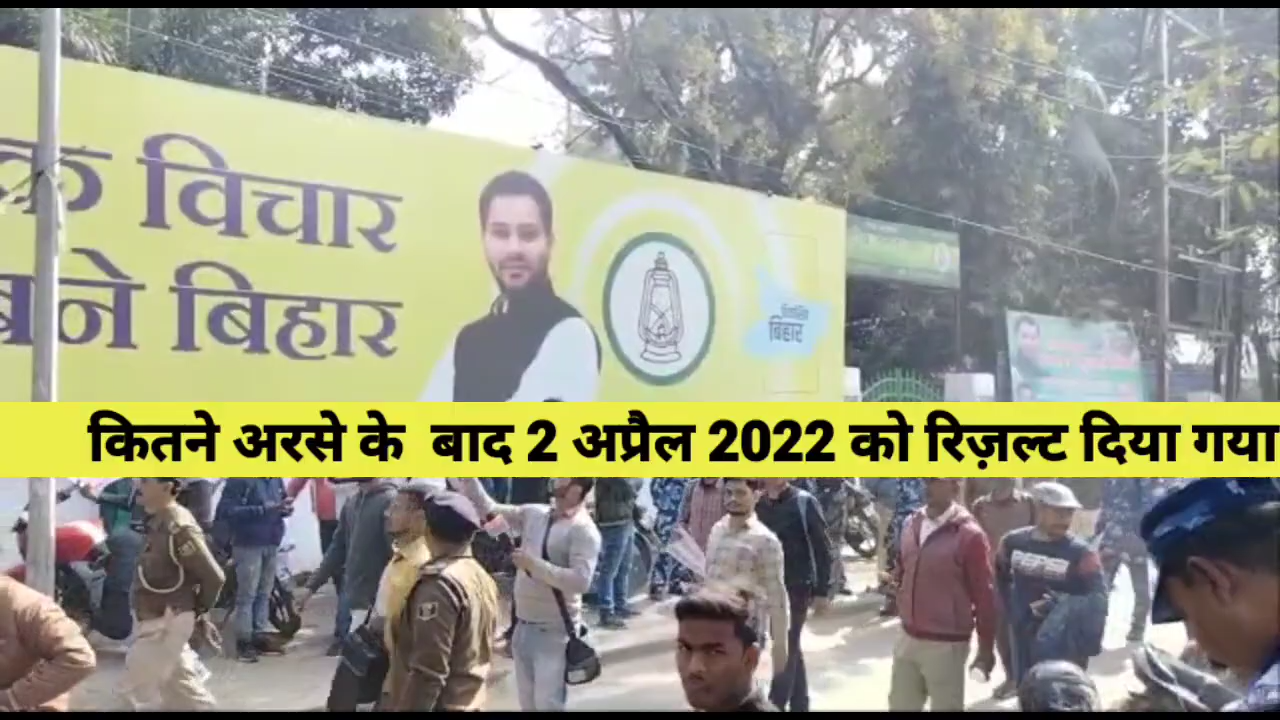 क विचार
बने बिहार
बिहार
कितने अरसे के बाद 2 अप्रैल 2022 को रिज़ल्ट दिया गया